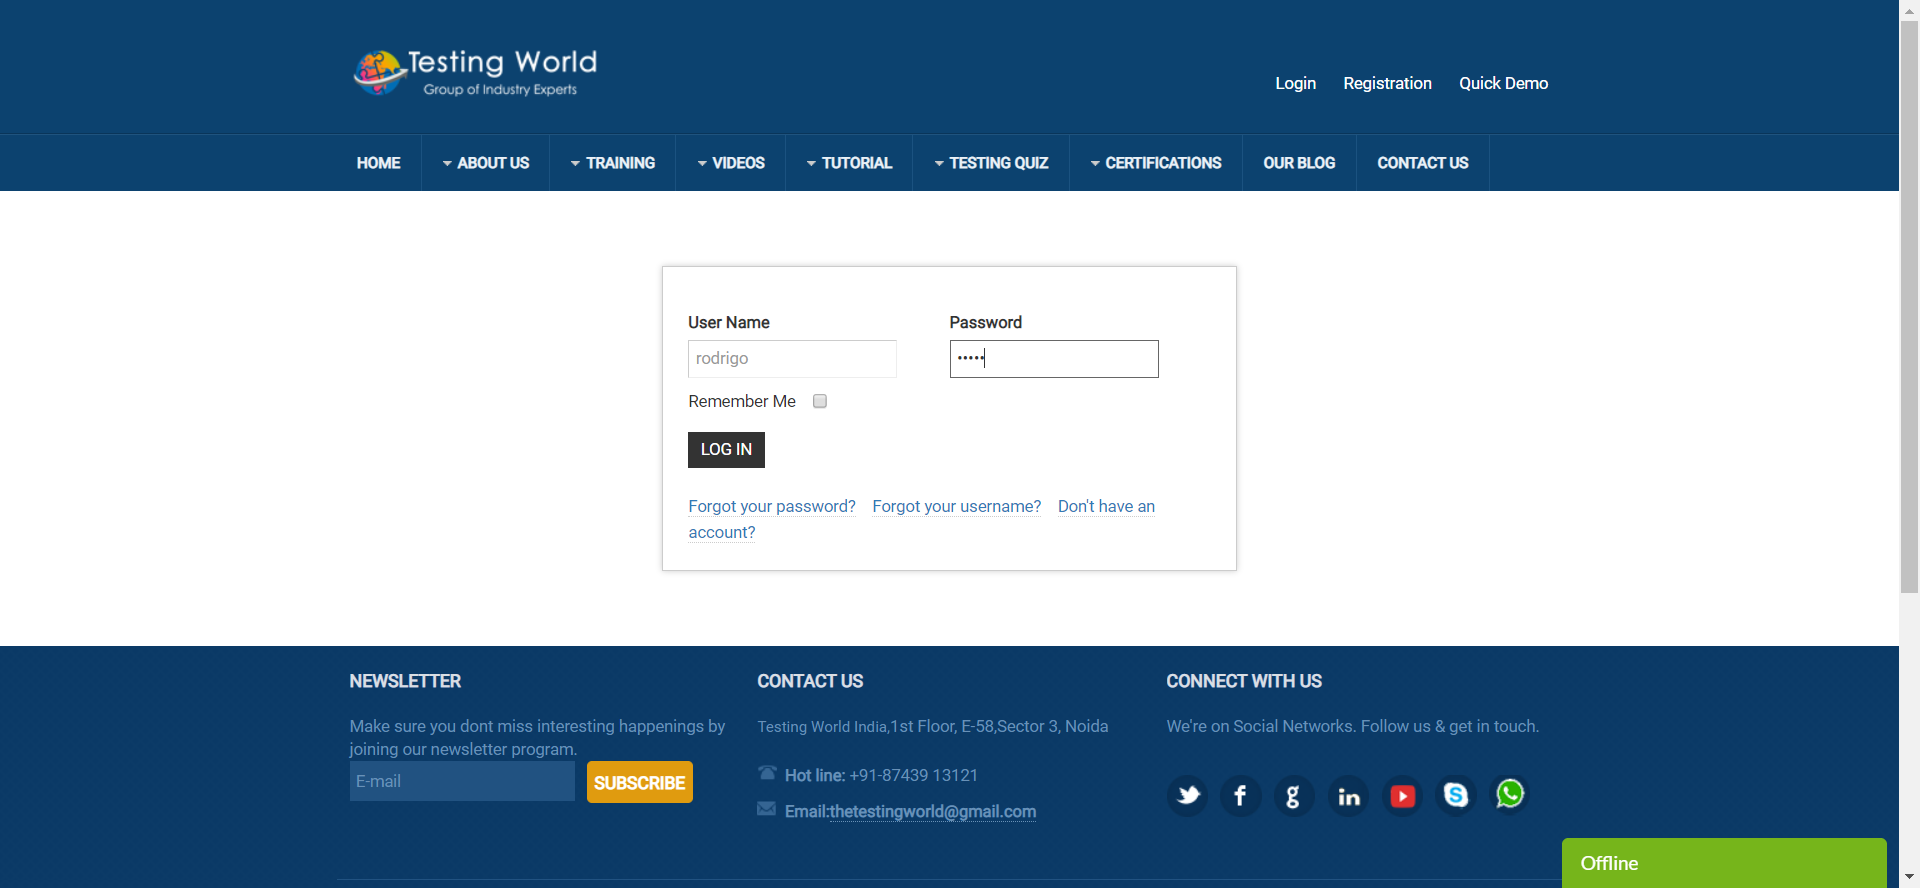 Testing World
Group of Industry Experts
Login Registration Quick Demo
HOME ABOUT US TRAINING VIDEOS TUTORIAL TESTING QUIZ CERTIFICATIONS OUR BLOG CONTACT US
User Name Password
rodrigo •••••
Remember Me
LOG IN
Forgot your password? Forgot your username? Don't have an
account?
NEWSLETTER
Make sure you dont miss interesting happenings by
joining our newsletter program.
E-mail SUBSCRIBE
CONTACT US
Testing World India,1st Floor, E-58,Sector 3, Noida
Hot line: +91-87439 13121
Email:thetestingworld@gmail.com
CONNECT WITH US
We're on Social Networks. Follow us & get in touch.
Offline